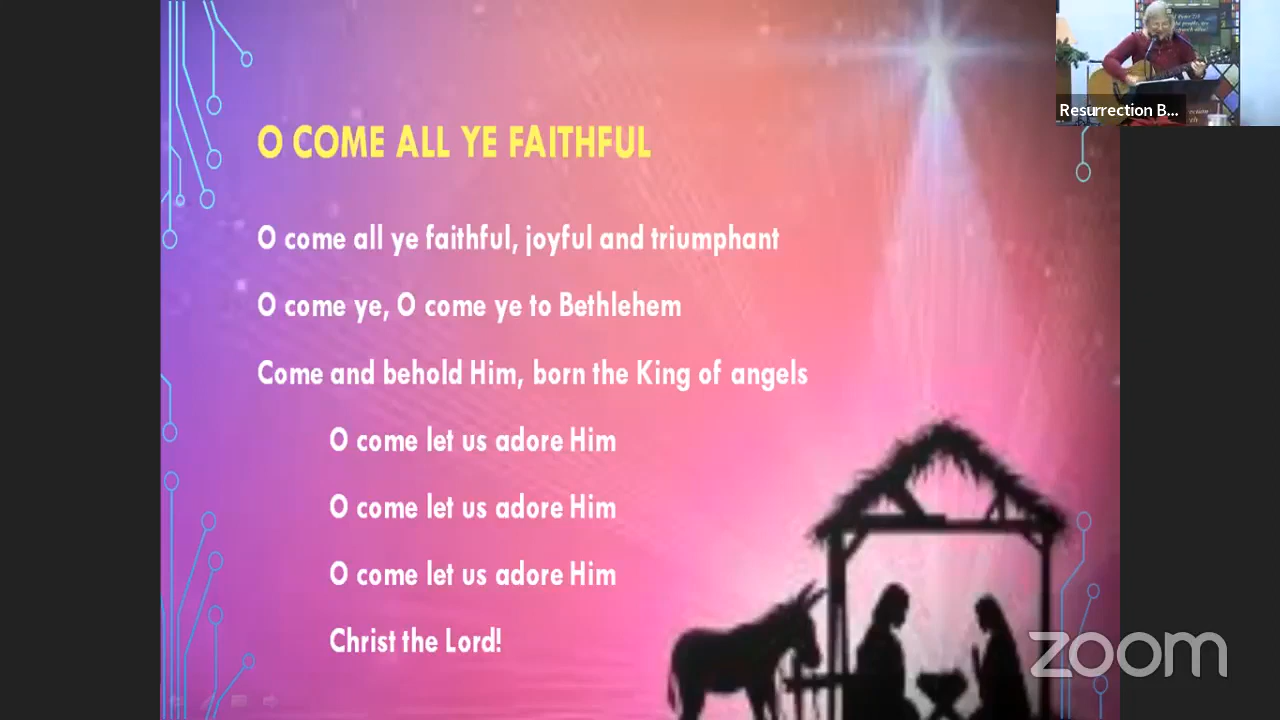 O COME ALL YE FAITHFUL
O come all ye faithful, joyful and triumphant
O come ye, O come ye to Bethlehem
Come and behold Him, born the King of angels
O come let us adore Him
O come let us adore Him
O come let us adore Him
Christ the Lord!
Resurrection B...
zoom